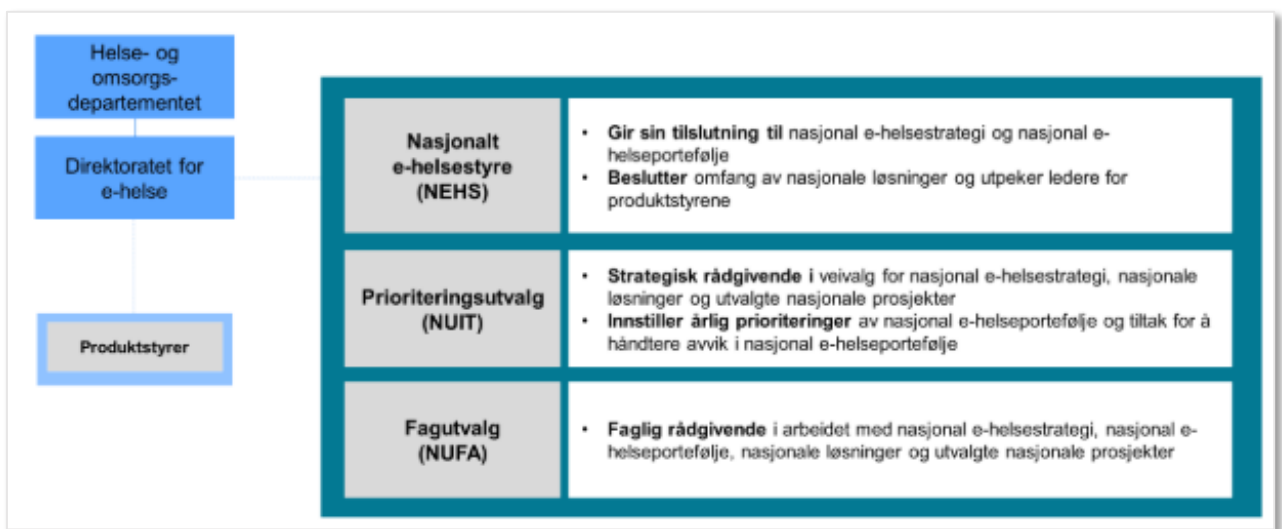 Helse- og
omsorgs-
departementet
Direktoratet for
e-helse
Produktstyrer
Nasjonalt
e-helsestyre
(NEHS)
• Gir sin tilslutning til nasjonal e-helsestrategi og nasjonal e-
helseportefølje
• Beslutter omfang av nasjonale løsninger og utpeker ledere for
produktstyrene
Prioriteringsutvalg
(NUIT)
• Strategisk rådgivende i veivalg for nasjonal e-helsestrategi, nasjonale
løsninger og utvalgte nasjonale prosjekter
• Innstiller årlig prioriteringer av nasjonal e-helseportefølje og tiltak for å
håndtere avvik i nasjonal e-helseportefølje
Fagutvalg
(NUFA)
• Faglig rådgivende i arbeidet med nasjonal e-helsestrategi, nasjonal e-
helseportefølje, nasjonale løsninger og utvalgte nasjonale prosjekter